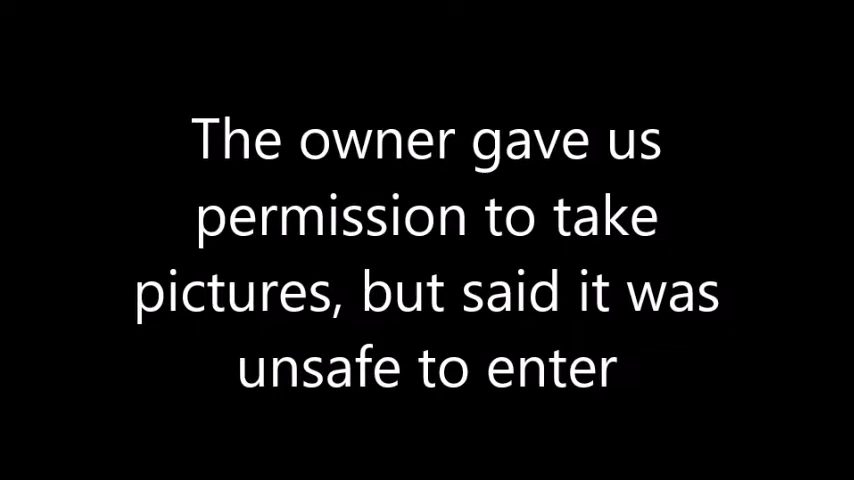 The owner gave us
permission to take
pictures, but said it was
unsafe to enter